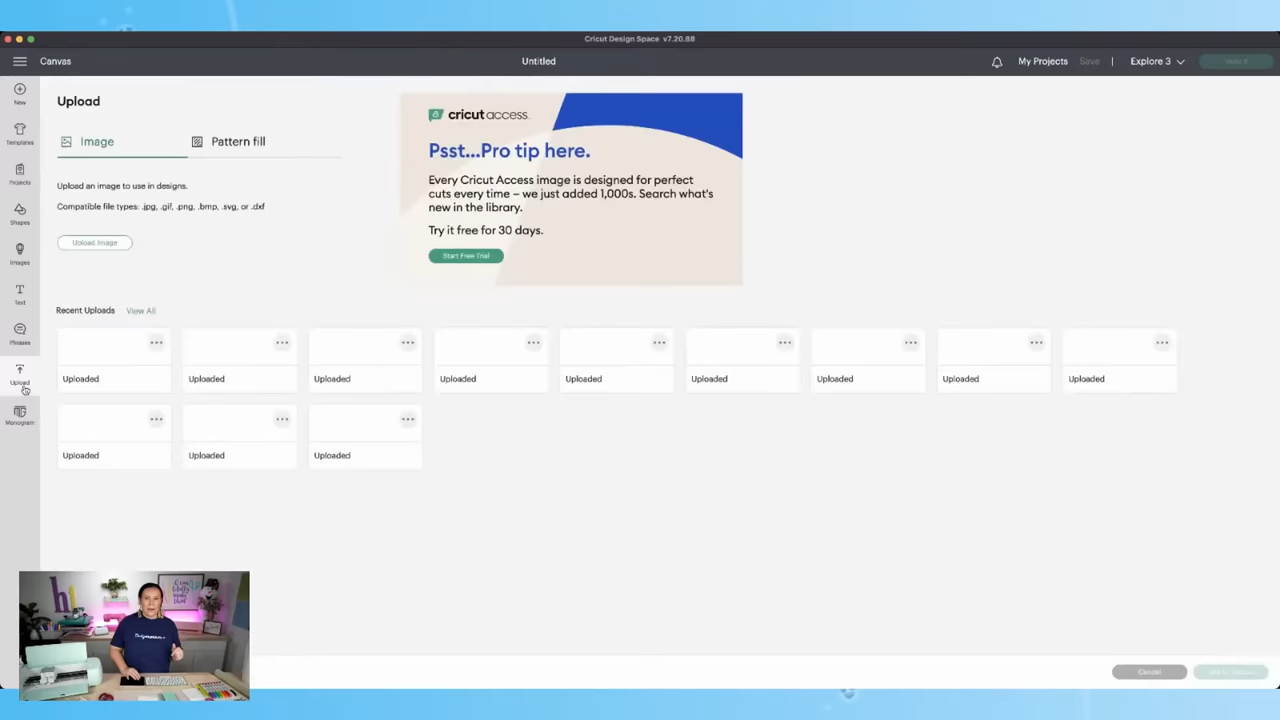 Cricut Design Space v7.20.88
Canvas
Untitled
My Projects
Save
|
Explore 3
Make It
New
Templates
Projects
Shapes
Images
Text
Phrases
Upload
Monogram
Upload
Image
Pattern fill
Upload an image to use in designs.
Compatible file types: .jpg, .gif, .png, .bmp, .svg, or .dxf
Upload Image
cricut access.
Psst...Pro tip here.
Every Cricut Access image is designed for perfect
cuts every time – we just added 1,000s. Search what's
new in the library.
Try it free for 30 days.
Start Free Trial
Recent Uploads
View All
Uploaded
Uploaded
Uploaded
Uploaded
Uploaded
Uploaded
Uploaded
Uploaded
Uploaded
Uploaded
Uploaded
Uploaded
Cancel